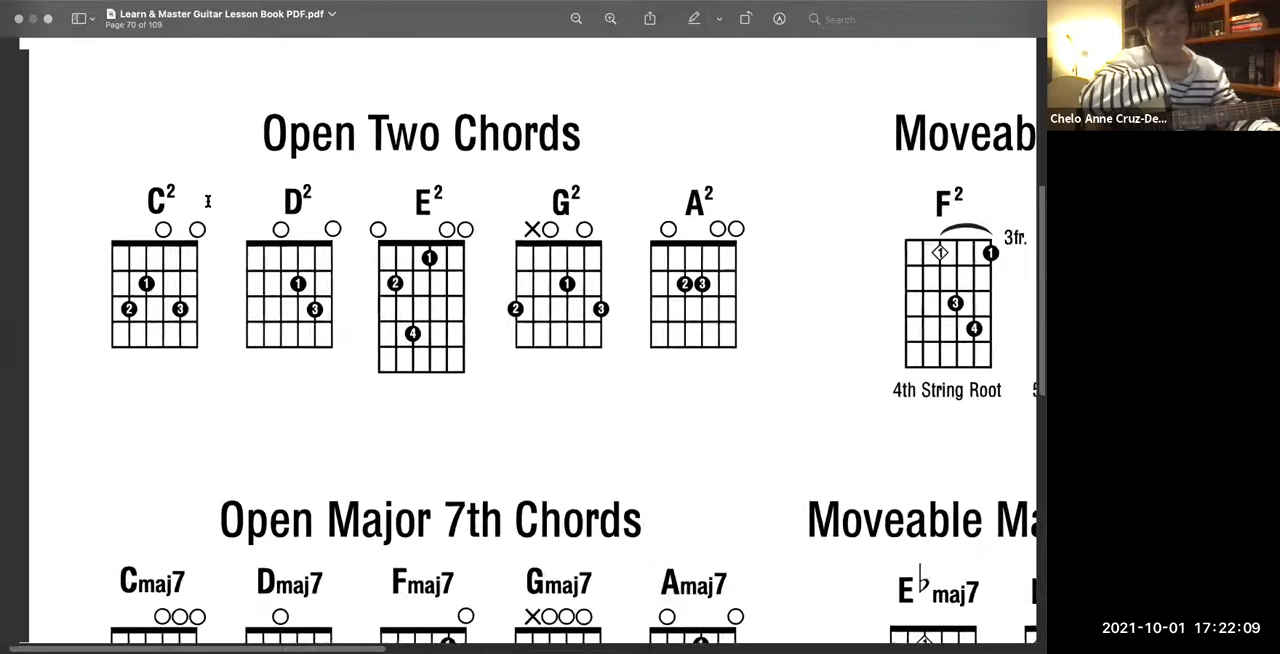 Learn & Master Guitar Lesson Book PDF.pdf
Page 70 of 109
Search
Chelo Anne Cruz-De...
Open Two Chords
Moveab
C2
D2
E2
G2
A2
F2
3fr.
1
2
3
1
3
1
2
4
1
2
3
2 3
1
1
3
4
4th String Root
5
Open Major 7th Chords
Moveable Ma
Cmaj7
Dmaj7
Fmaj7
Gmaj7
Amaj7
E♭maj7
2021-10-01 17:22:09